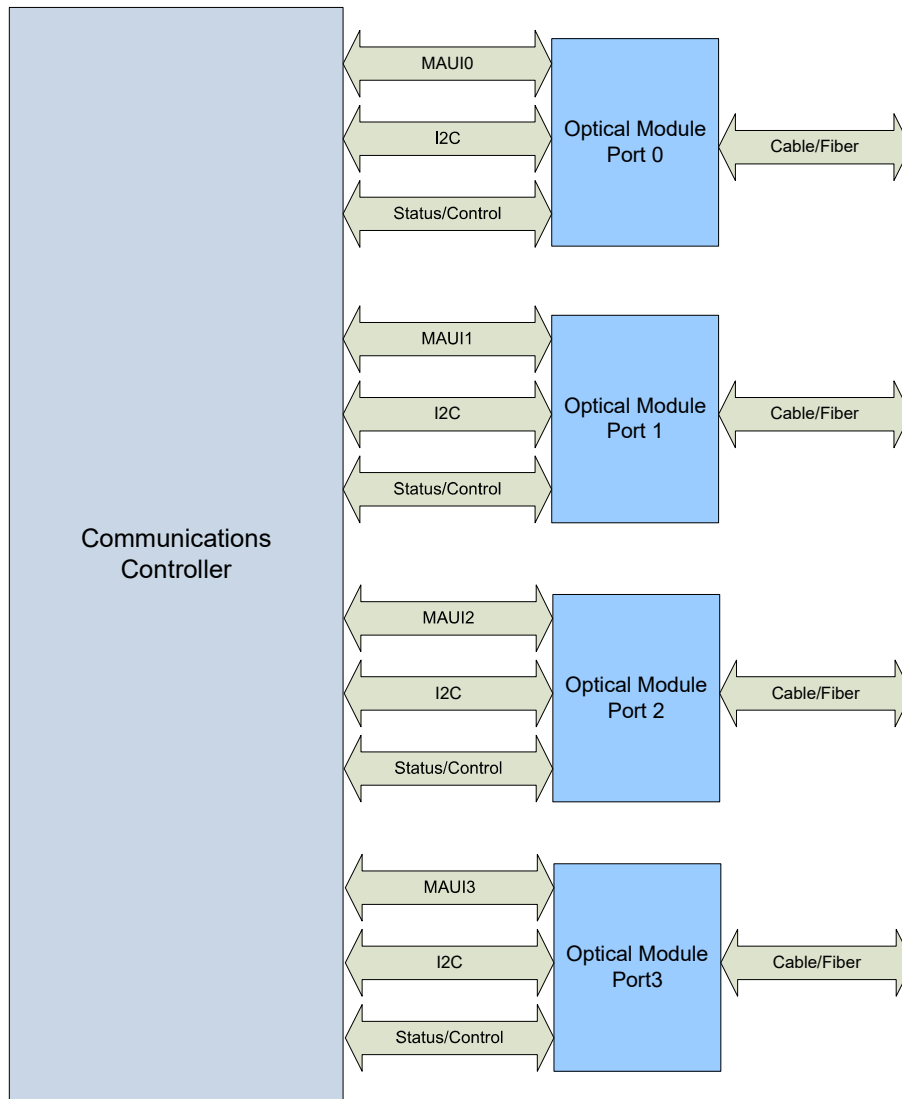 MAUI0
I2C
Status/Control
Optical Module
Port 0
Cable/Fiber
MAUI1
I2C
Status/Control
Optical Module
Port 1
Cable/Fiber
Communications
Controller
MAUI2
I2C
Status/Control
Optical Module
Port 2
Cable/Fiber
MAUI3
I2C
Status/Control
Optical Module
Port3
Cable/Fiber